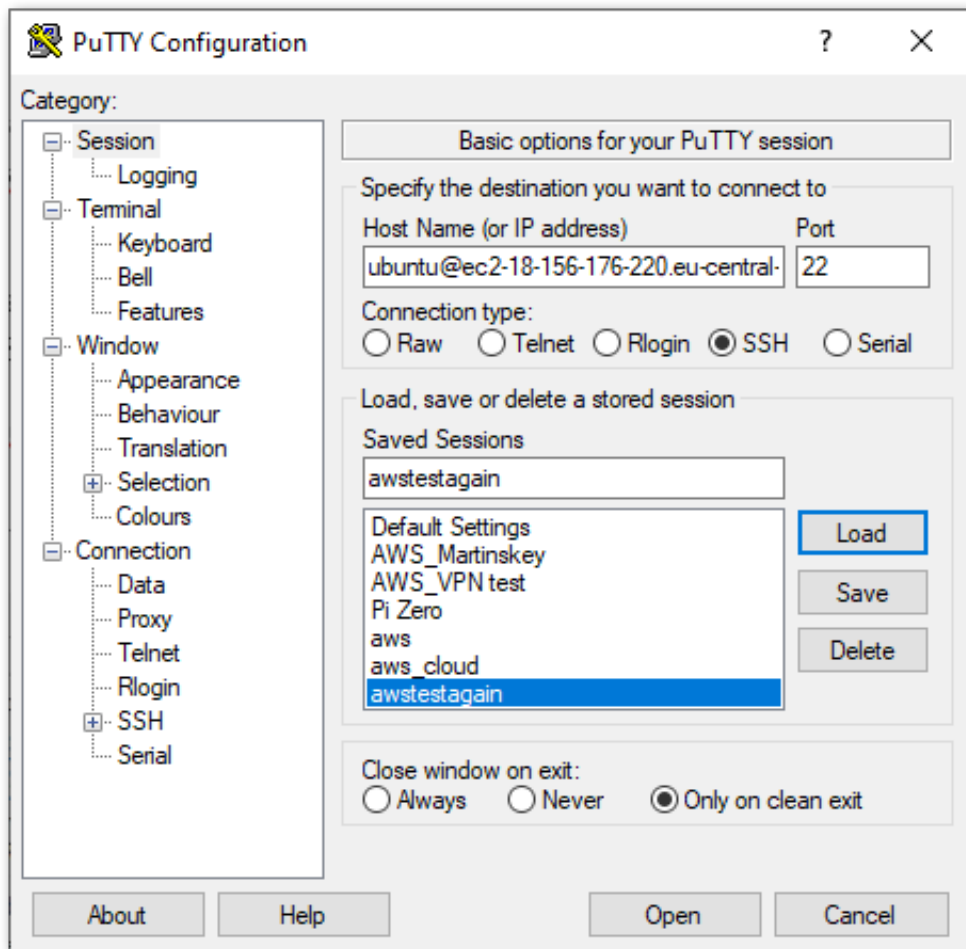 PuTTY Configuration
?
Category:
Session
Logging
Terminal
Keyboard
Bell
Features
Window
Appearance
Behaviour
Translation
Selection
Colours
Connection
Data
Proxy
Telnet
Rlogin
SSH
Serial
Basic options for your PuTTY session
Specify the destination you want to connect to
Host Name (or IP address) Port
ubuntu@ec2-18-156-176-220.eu-central- 22
Connection type:
Raw Telnet Rlogin SSH Serial
Load, save or delete a stored session
Saved Sessions
awstestagain
Default Settings
AWS_Martinskey
AWS_VPN test
Pi Zero
aws
aws_cloud
awstestagain
Load
Save
Delete
Close window on exit:
Always Never Only on clean exit
About Help Open Cancel